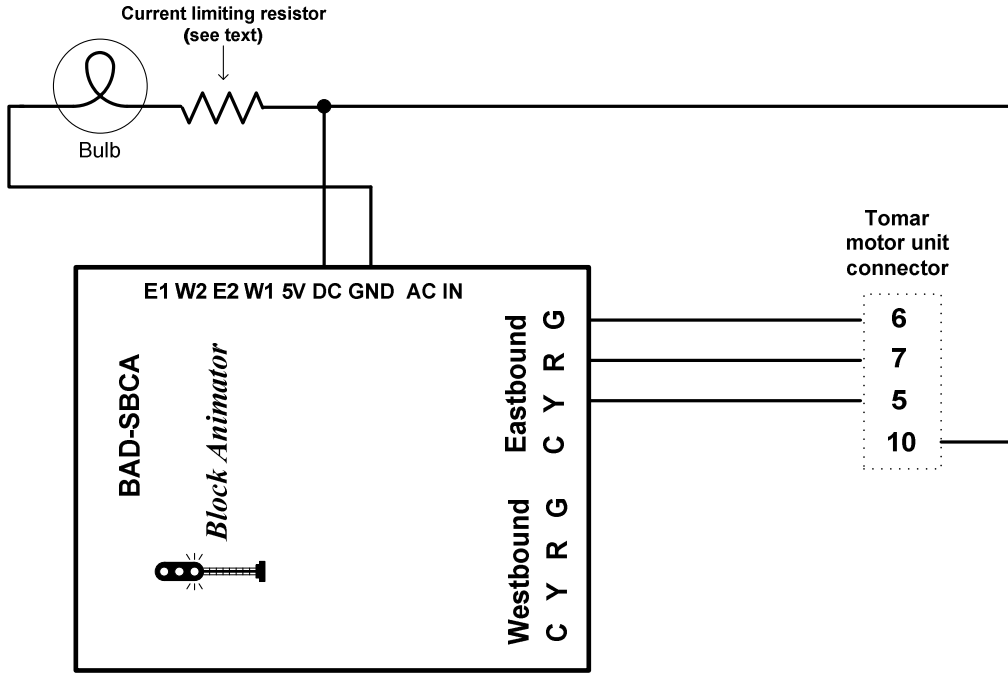 Current limiting resistor
(see text)
Bulb
Tomar
motor unit
connector
E1 W2 E2 W1 5V DC GND AC IN
BAD-SBCA
Block Animator
Eastbound
G
R
Y
C
Westbound
G
R
Y
C
6
7
5
10